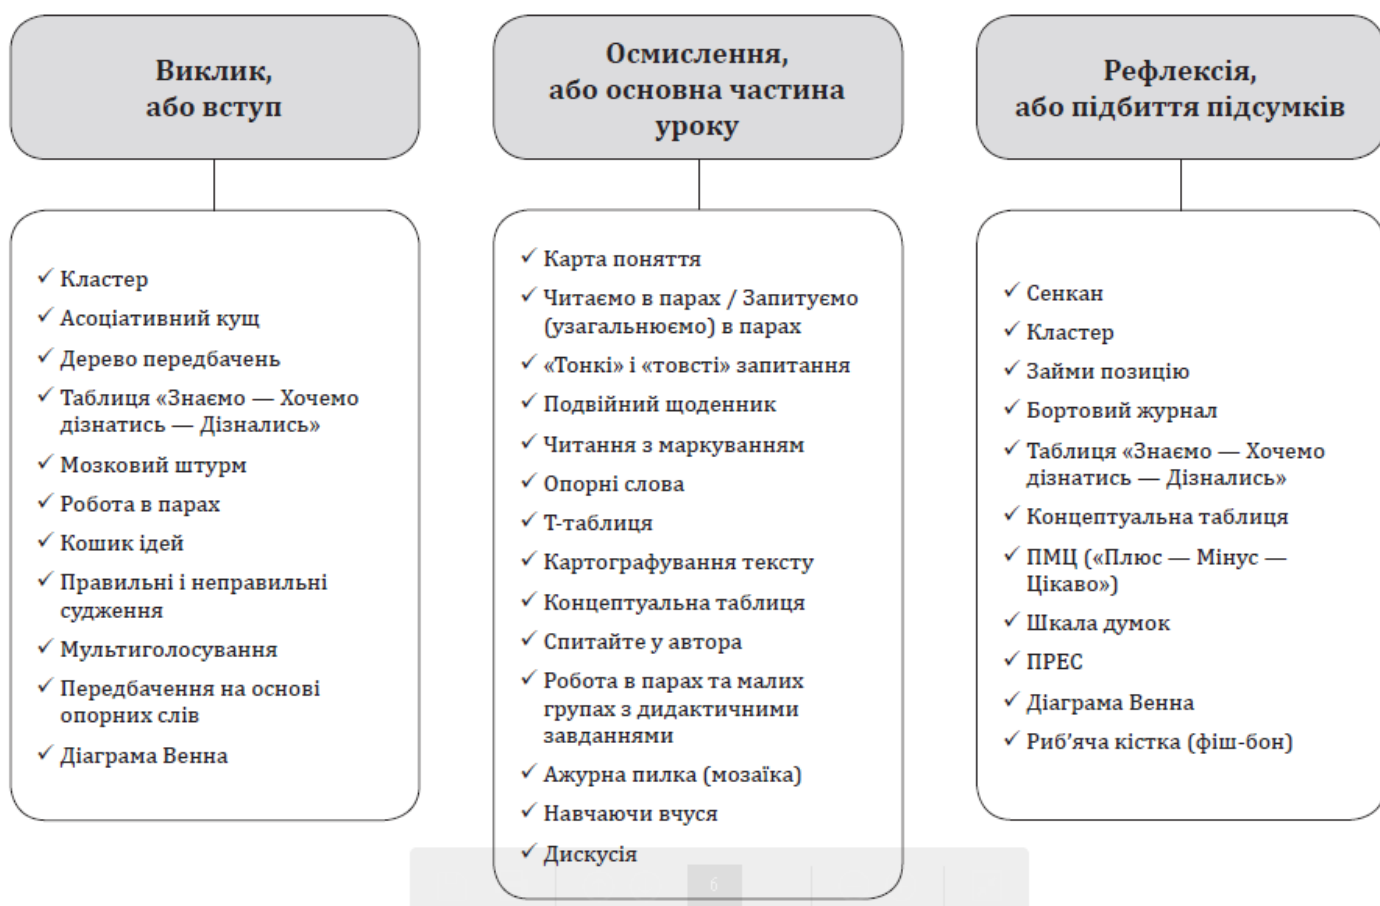 Виклик,
або вступ
✓ Кластер
✓ Асоціативний кущ
✓ Дерево передбачень
✓ Таблиця «Знаємо — Хочемо
дізнатись — Дізнались»
✓ Мозковий штурм
✓ Робота в парах
✓ Кошик ідей
✓ Правильні і неправильні
судження
✓ Мультиголосування
✓ Передбачення на основі
опорних слів
✓ Діаграма Венна
Осмислення,
або основна частина
уроку
✓ Карта поняття
✓ Читаємо в парах / Запитуємо
(узагальнюємо) в парах
✓ «Тонкі» і «товсті» запитання
✓ Подвійний щоденник
✓ Читання з маркуванням
✓ Опорні слова
✓ Т-таблиця
✓ Картографування тексту
✓ Концептуальна таблиця
✓ Спитайте у автора
✓ Робота в парах та малих
групах з дидактичними
завданнями
✓ Ажурна пилка (мозаїка)
✓ Навчаючи вчуся
✓ Дискусія
6
Рефлексія,
або підбиття підсумків
✓ Сенкан
✓ Кластер
✓ Займи позицію
✓ Бортовий журнал
✓ Таблиця «Знаємо — Хочемо
дізнатись — Дізнались»
✓ Концептуальна таблиця
✓ ПМЦ («Плюс — Мінус —
Цікаво»)
✓ Шкала думок
✓ ПРЕС
✓ Діаграма Венна
✓ Риб’яча кістка (фіш-бон)